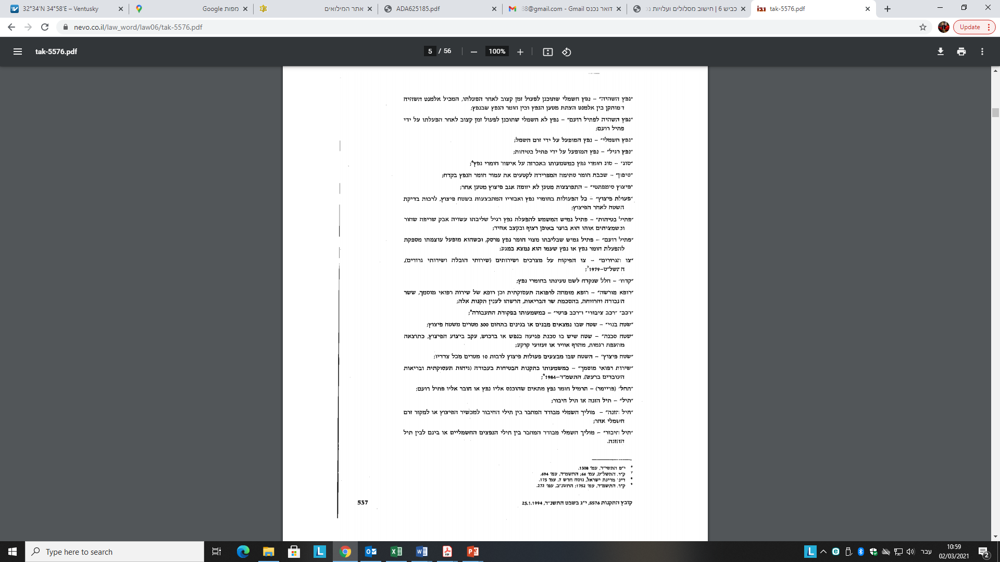 32°34'N 34°58'E – Ventusky
Google מפות
אתר המילואים
ADA625185.pdf
88@gmail.com - Gmail דואר נכנס
כביש 6 | חישוב מסלולים ועלויות
tak-5576.pdf
nevo.co.il/law_word/law06/tak-5576.pdf
Update
tak-5576.pdf
5 / 56
100%
"נפץ השהיה" – נפץ חשמלי שתוכנן לפעול זמן קצוב לאחר הפעלתו, המכיל אלמנט השהיה
המותקן בין אלמנט הצתת מטען הנפץ ובין חומר הנפץ שבנפץ;
"נפץ השהיה לפתיל רועם" – נפץ לא חשמלי שתוכנן לפעול זמן קצוב לאחר הפעלתו על ידי
פתיל רועם;
"נפץ חשמלי" – נפץ המופעל על ידי זרם חשמל;
"נפץ רגיל" – נפץ המופעל על ידי פתיל בטיחות;
"סוג" – סוג חומרי נפץ כמשמעותו באכרזה על אישור חומרי נפץ6;
"סיפון" – שכבת חומר סתימה המפרידה לקטעים את עמוד חומר הנפץ בקדח;
"פיצוץ סימפתטי" – התפוצצות מטען לא יזומה אגב פיצוץ מטען אחר;
"פעולת פיצוץ" – כל הפעולות בחומרי נפץ ואבזריו המתבצעות בשטח פיצוץ, לרבות בדיקת
השטח לאחר הפיצוץ;
"פתיל בטיחות" – פתיל גמיש המשמש להפעלת נפץ רגיל שליבתו עשויה אבק שריפה שחור
וכשמציתים אותו הוא בוער באופן רצוף ובקצב אחיד;
"פתיל רועם" – פתיל גמיש שבליבתו מצוי חומר נפץ מרסק, וכשהוא מופעל עוצמתו מספקת
להפעלת חומר נפץ או נפץ שעמו הוא נמצא במגע;
"צו הגרורים" – צו הפיקוח על מצרכים ושירותים (שירותי הובלה ושירותי גרורים),
התשל"ט–1979‏7;
"קדח" – חלל שנקדח לשם טעינתו בחומרי נפץ;
"רופא מורשה" – רופא מומחה לרפואה תעסוקתית וכן רופא של שירות רפואי מוסמך, ששר
העבודה והרווחה, בהסכמת שר הבריאות, הרשהו לענין תקנות אלה;
"רכב" "רכב ציבורי" ו"רכב פרטי" – כמשמעותו בפקודת התעבורה8;
"שטח בנוי" – שטח שבו נמצאים מבנים או בנינים בתחום 300 מטרים משטח פיצוץ;
"שטח סכנה" – שטח שיש בו סכנת פגיעה בנפש או ברכוש, עקב ביצוע הפיצוץ, כתוצאה
מהעפת רגמות, מהדף אוויר או זעזועי קרקע;
"שטח פיצוץ" – השטח שבו מבצעים פעולות פיצוץ לרבות 10 מטרים מכל צדדיו;
"שירות רפואי מוסמך" – כמשמעותו בתקנות הבטיחות בעבודה (גיהות תעסוקתית ובריאות
העובדים ברעש), התשמ"ד–1984‏9;
"תחל" (פריימר) – תרמיל חומר נפץ מתאים שהוכנס אליו נפץ או חובר אליו פתיל רועם;
"תיל" – תיל הזנה או תיל חיבור;
"תיל הזנה" – מוליך חשמלי מבודד המחבר בין תילי החיבור למכשיר הפיצוץ או למקור זרם
חשמלי אחר;
"תיל חיבור" – מוליך חשמלי מבודד המחבר בין תילי הנפצים החשמליים או בינם לבין תיל
ההזנה.
6 י"פ התשי"ד, עמ' 1308.
7 ק"ת התשל"ט, עמ' 66; התשמ"ד, עמ' 694.
8 דיני מדינת ישראל, נוסח חדש 7, עמ' 173.
9 ק"ת התשמ"ד, עמ' 1752; התשנ"ב, עמ' 272.
קובץ התקנות 5576, י"ג בשבט התשנ"ד, 25.1.1994
537
Type here to search
עבר
10:59
02/03/2021
2